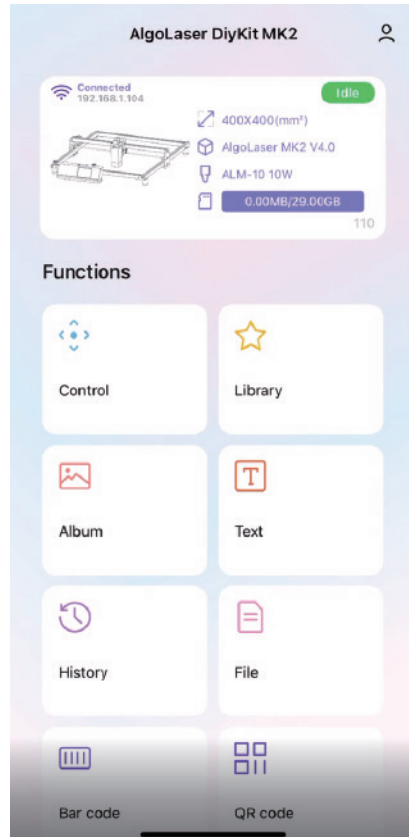 AlgoLaser DiyKit MK2
Connected
192.168.1.104
Idle
400X400(mm²)
AlgoLaser MK2 V4.0
ALM-10 10W
0.00MB/29.00GB
110
Functions
Control
Library
Album
T
Text
History
File
Bar code
QR code